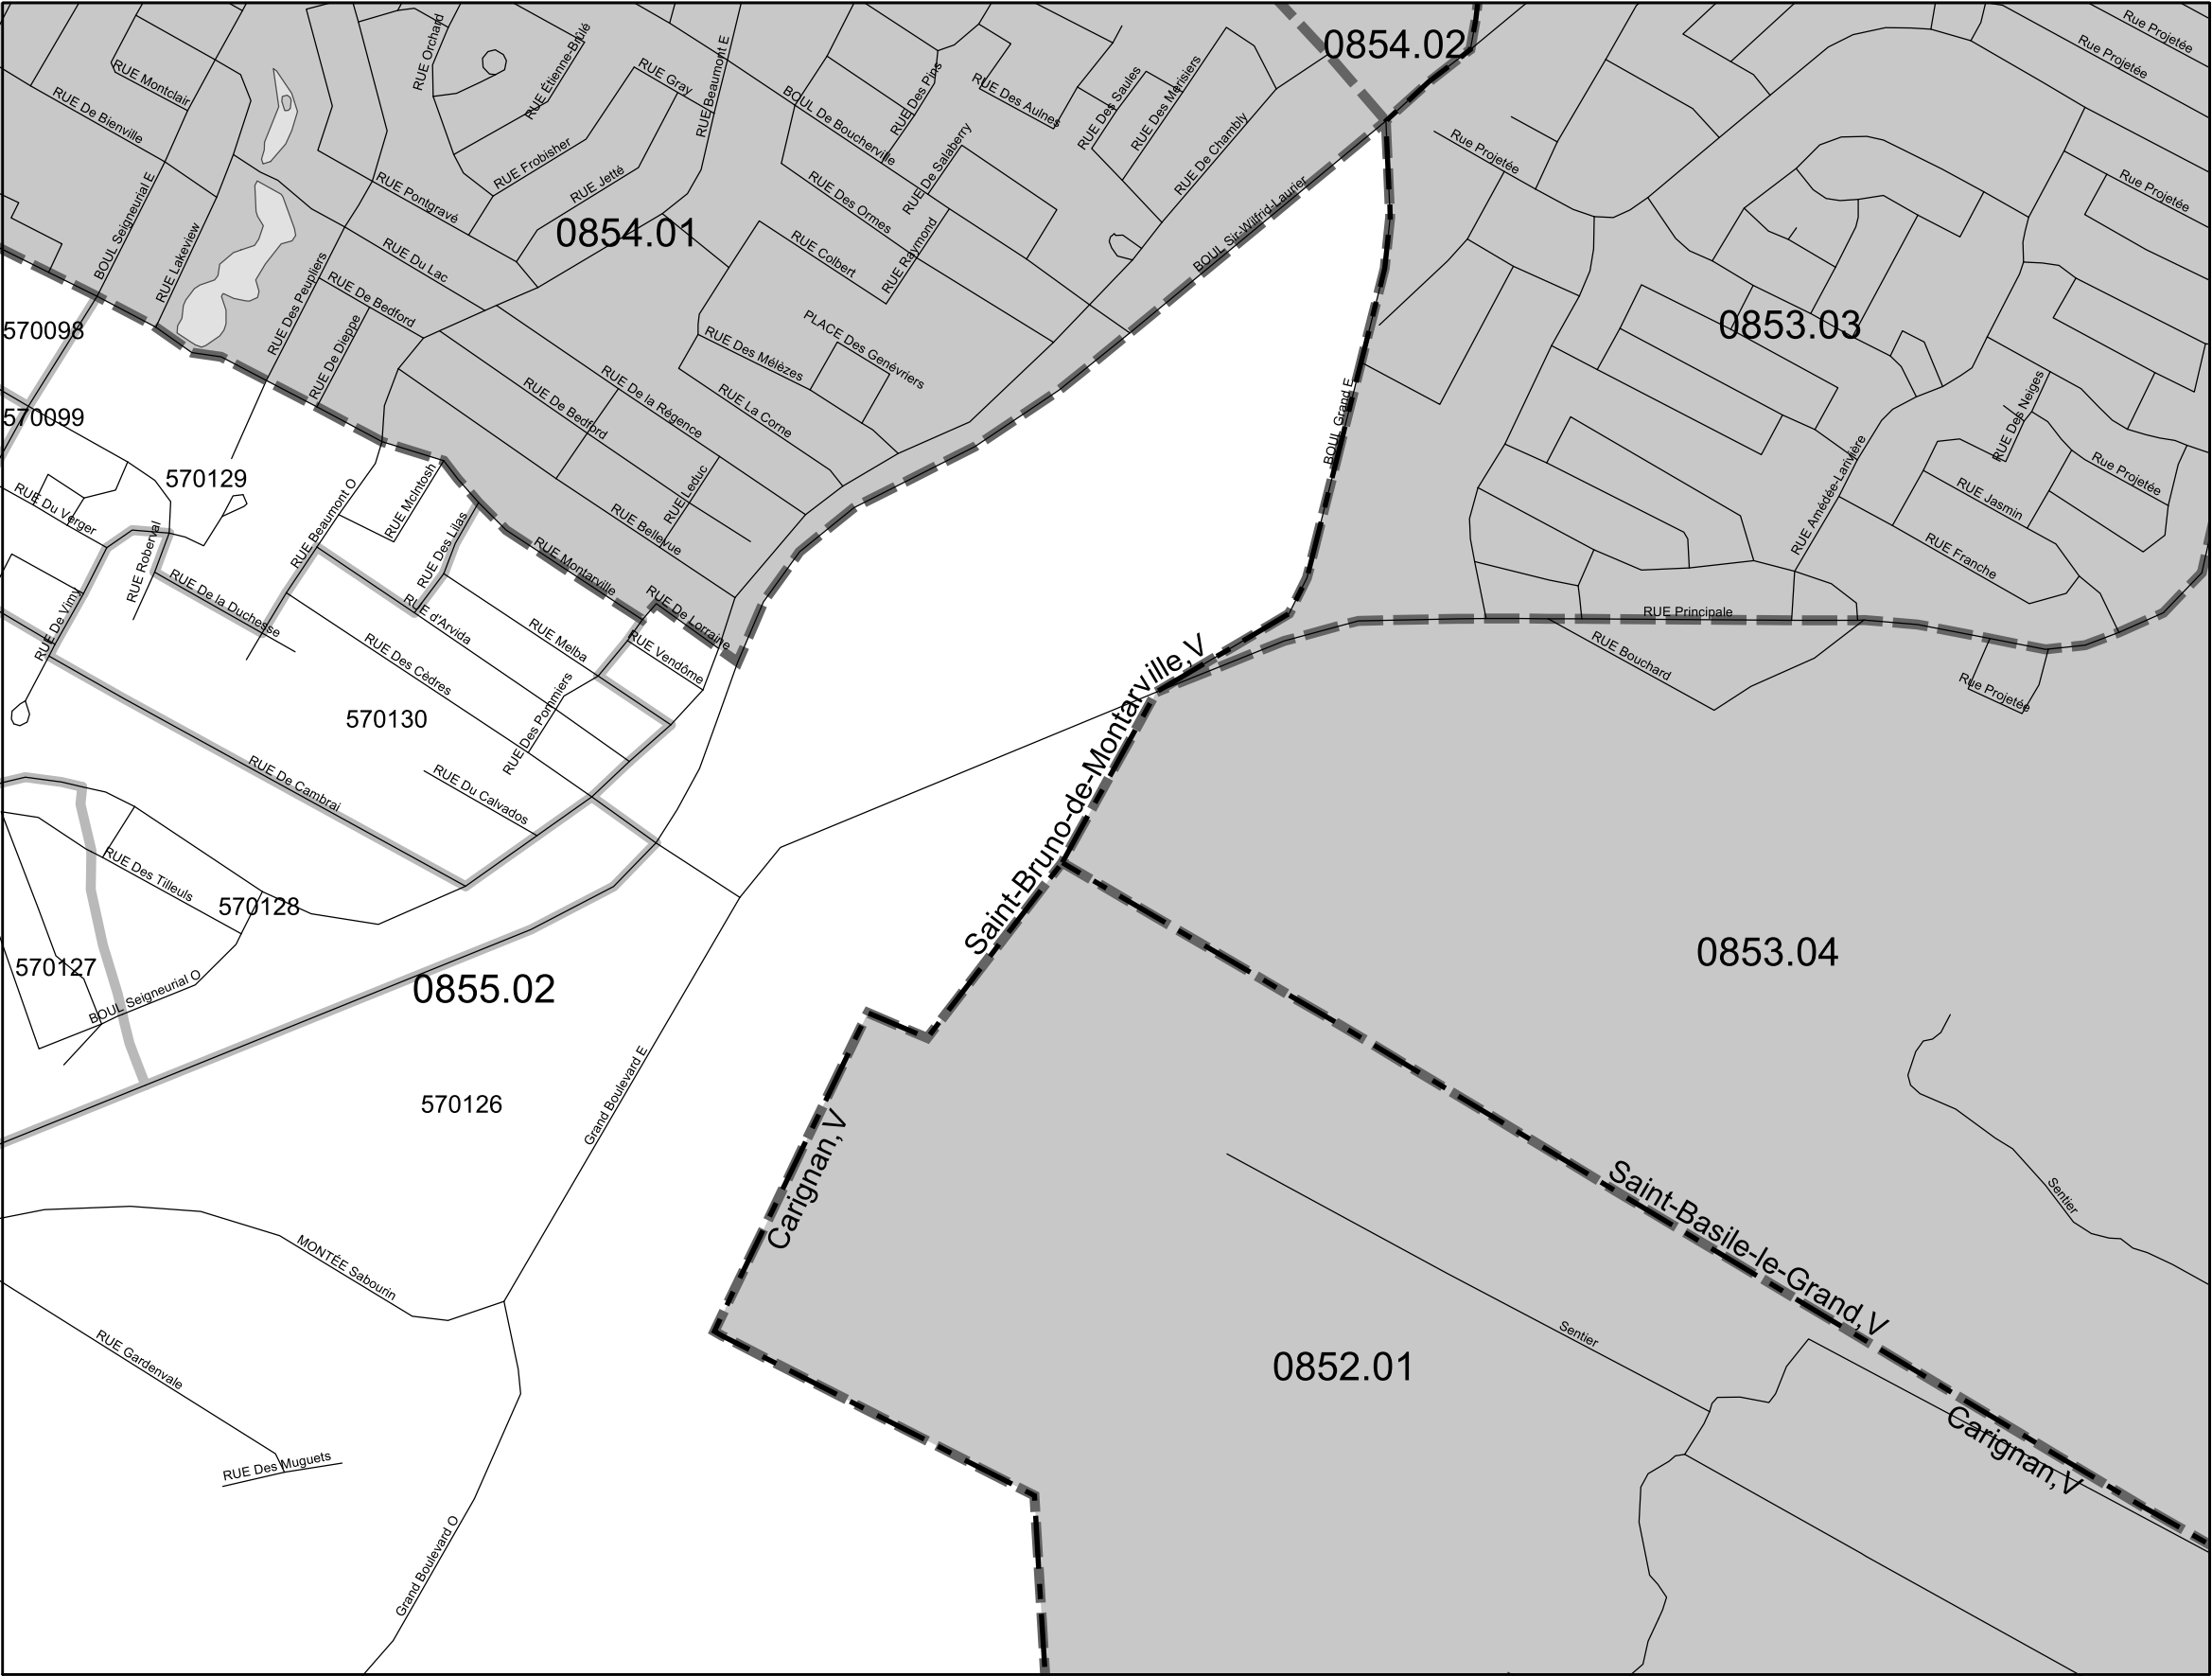 0854.02
Rue Projetée
Rue Projetée
RUE Orchard
RUE Étienne-Brûlé
RUE Gray
RUE Beaumont E
RUE Montclair
RUE De Bienville
BOUL De Boucherville
RUE Des Pins
RUE Des Aulnes
RUE Des Saules
RUE Des Merisiers
RUE De Chambly
Rue Projetée
Rue Projetée
RUE Frobisher
RUE Jetté
RUE Pontgravé
RUE De Salaberry
RUE Des Ormes
BOUL Seigneurial E
RUE Lakeview
0854.01
RUE Du Lac
RUE Colbert
RUE Raymond
BOUL Sir-Wilfrid-Laurier
RUE Des Peupliers
RUE De Bedford
RUE De Dieppe
570098
0853.03
PLACE Des Genévriers
RUE Des Mélèzes
RUE La Corne
RUE De la Régence
RUE De Bedford
BOUL Grand E
570099
570129
RUE Des Neiges
RUE Amédée-Larivière
Rue Projetée
RUE Jasmin
RUE Franche
RUE Du Verger
RUE Roberval
RUE Beaumont O
RUE McIntosh
RUE Des Lilas
RUE Leduc
RUE Bellevue
RUE Montarville
RUE De Lorraine
RUE De Vimy
RUE De la Duchesse
RUE d'Arvida
RUE Melba
RUE Vendôme
RUE Principale
RUE Bouchard
Rue Projetée
RUE Des Cèdres
RUE Des Pommiers
570130
Saint-Bruno-de-Montarville,V
RUE De Cambrai
RUE Du Calvados
RUE Des Tilleuls
570128
570127
BOUL Seigneurial O
0855.02
0853.04
570126
Grand Boulevard E
Carignan,V
Saint-Basile-le-Grand,V
Sentier
MONTÉE Sabourin
RUE Gardenvale
Sentier
0852.01
Carignan,V
RUE Des Muguets
Grand Boulevard O